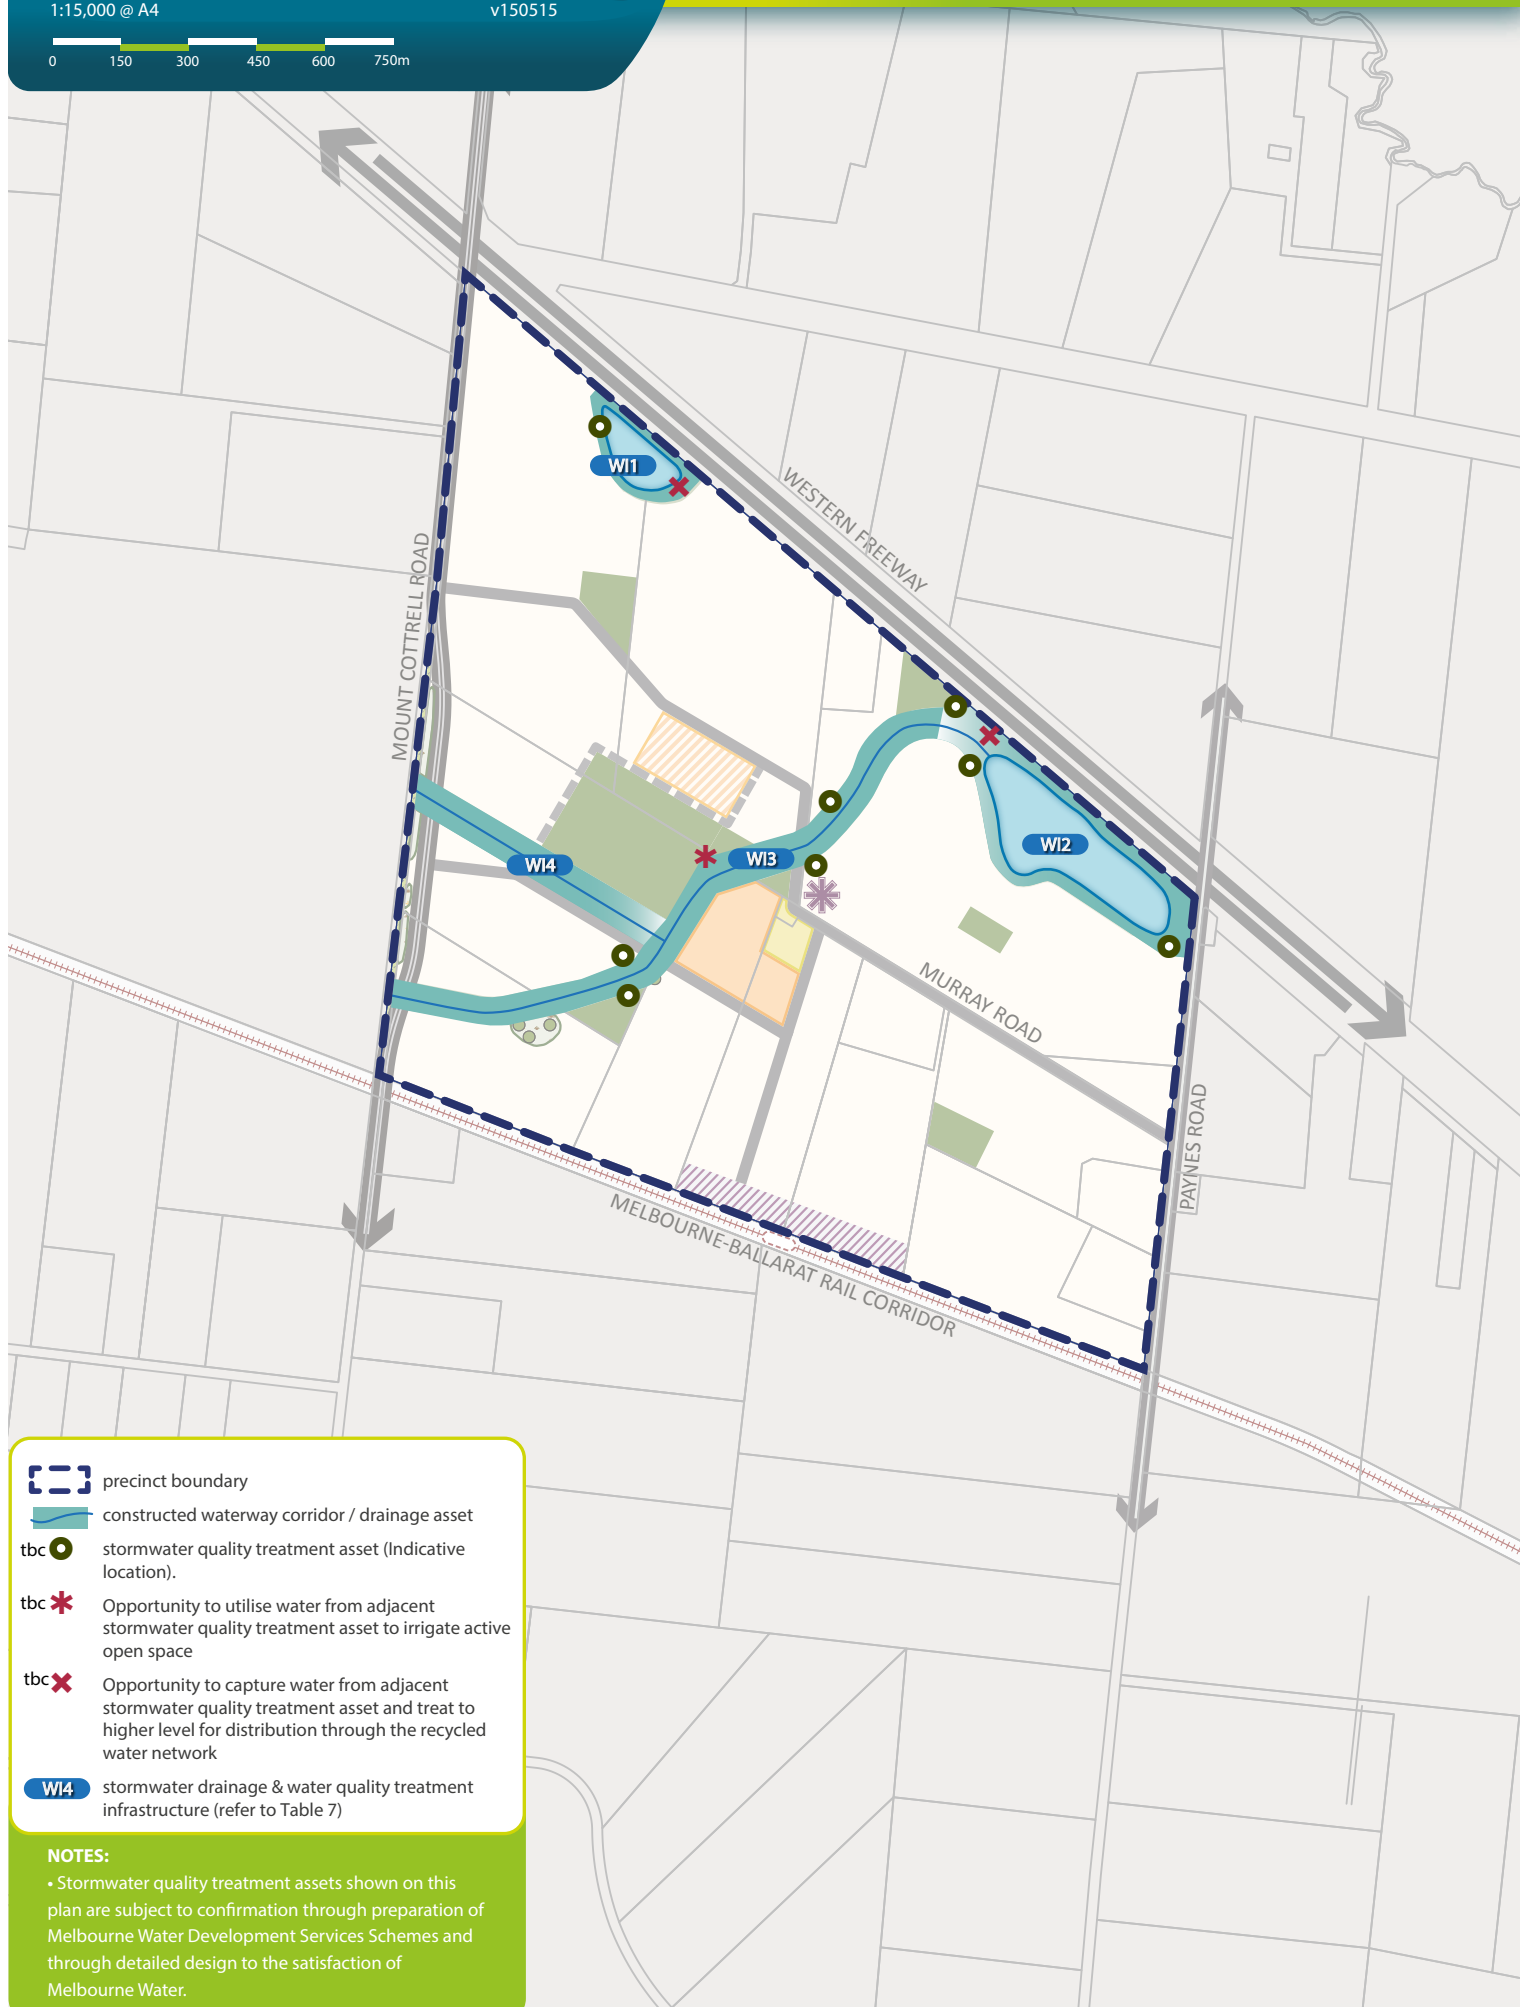 1:15,000 @ A4
v150515
0 150 300 450 600 750m
WESTERN FREEWAY
WI1
MOUNT COTTRELL ROAD
WI2
WI3
WI4
MURRAY ROAD
PAYNES ROAD
MELBOURNE-BALLARAT RAIL CORRIDOR
precinct boundary
constructed waterway corridor / drainage asset
tbc
stormwater quality treatment asset (Indicative
location).
tbc
Opportunity to utilise water from adjacent
stormwater quality treatment asset to irrigate active
open space
tbc
Opportunity to capture water from adjacent
stormwater quality treatment asset and treat to
higher level for distribution through the recycled
water network
WI4
stormwater drainage & water quality treatment
infrastructure (refer to Table 7)
NOTES:
• Stormwater quality treatment assets shown on this
plan are subject to confirmation through preparation of
Melbourne Water Development Services Schemes and
through detailed design to the satisfaction of
Melbourne Water.